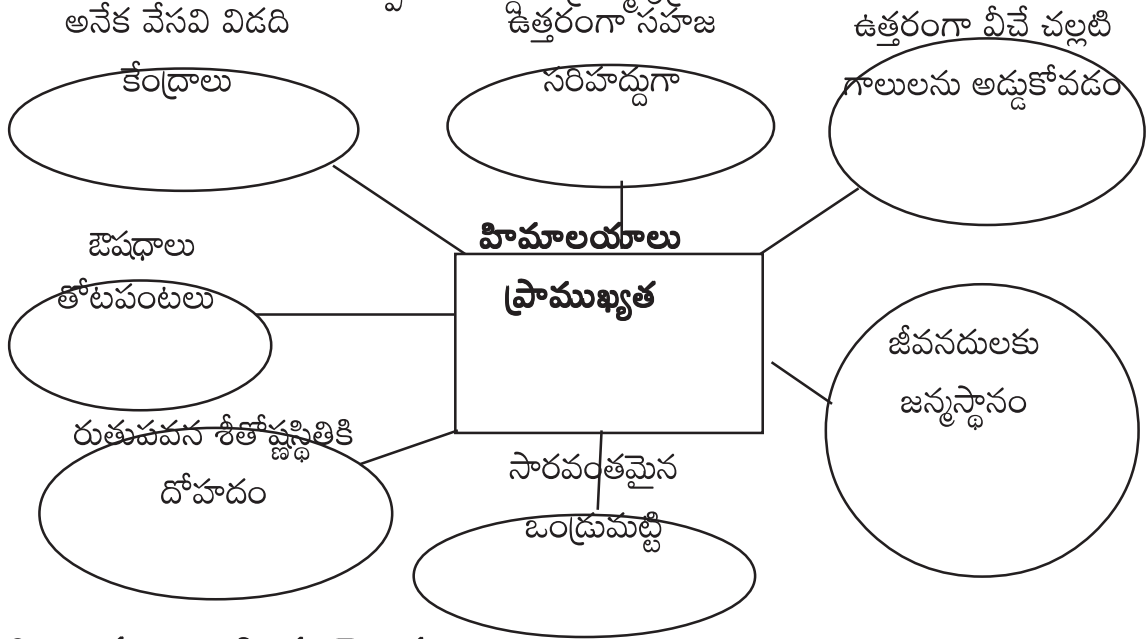 అనేక వేసవి విడది
కేంద్రాలు
ఉత్తరంగా సహజ
సరిహద్దుగా
ఉత్తరంగా వీచే చల్లటి
గాలులను అడ్డుకోవడం
హిమాలయాలు
ప్రాముఖ్యత
ఔషధాలు
తోటపంటలు
జీవనదులకు
జన్మస్థానం
రుతుపవన శీతోష్ణస్థితికి
దోహదం
సారవంతమైన
ఒండ్రుమట్టి